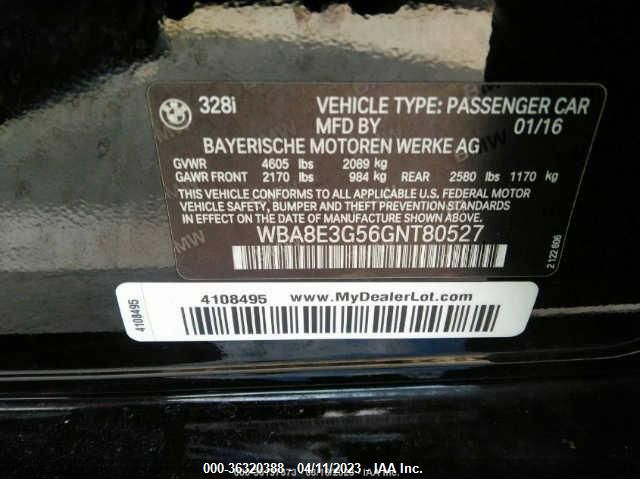 328i VEHICLE TYPE: PASSENGER CAR
MFD BY 01/16
BAYERISCHE MOTOREN WERKE AG
GVWR 4605 lbs 2089 kg
GAWR FRONT 2170 lbs 984 kg REAR 2580 lbs 1170 kg
THIS VEHICLE CONFORMS TO ALL APPLICABLE U.S. FEDERAL MOTOR
VEHICLE SAFETY, BUMPER AND THEFT PREVENTION STANDARDS
IN EFFECT ON THE DATE OF MANUFACTURE SHOWN ABOVE.
WBA8E3G56GNT80527
2 122 606
4108495
4108495 www.MyDealerLot.com
000-36320388 - 04/11/2023 - IAA Inc.